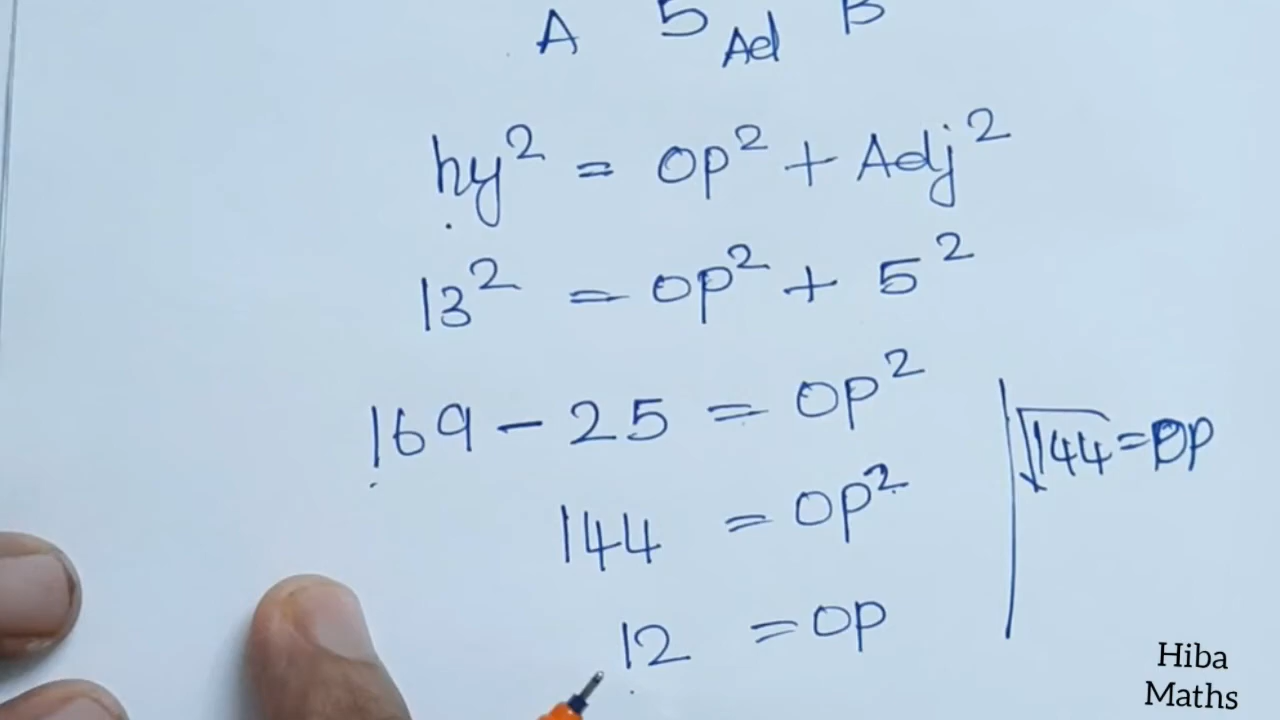 A 5 Ad B
hy² = op² + Adj²
13² = op² + 5²
169 - 25 = op²
√144 = op
144 = op²
12 = op
Hiba
Maths